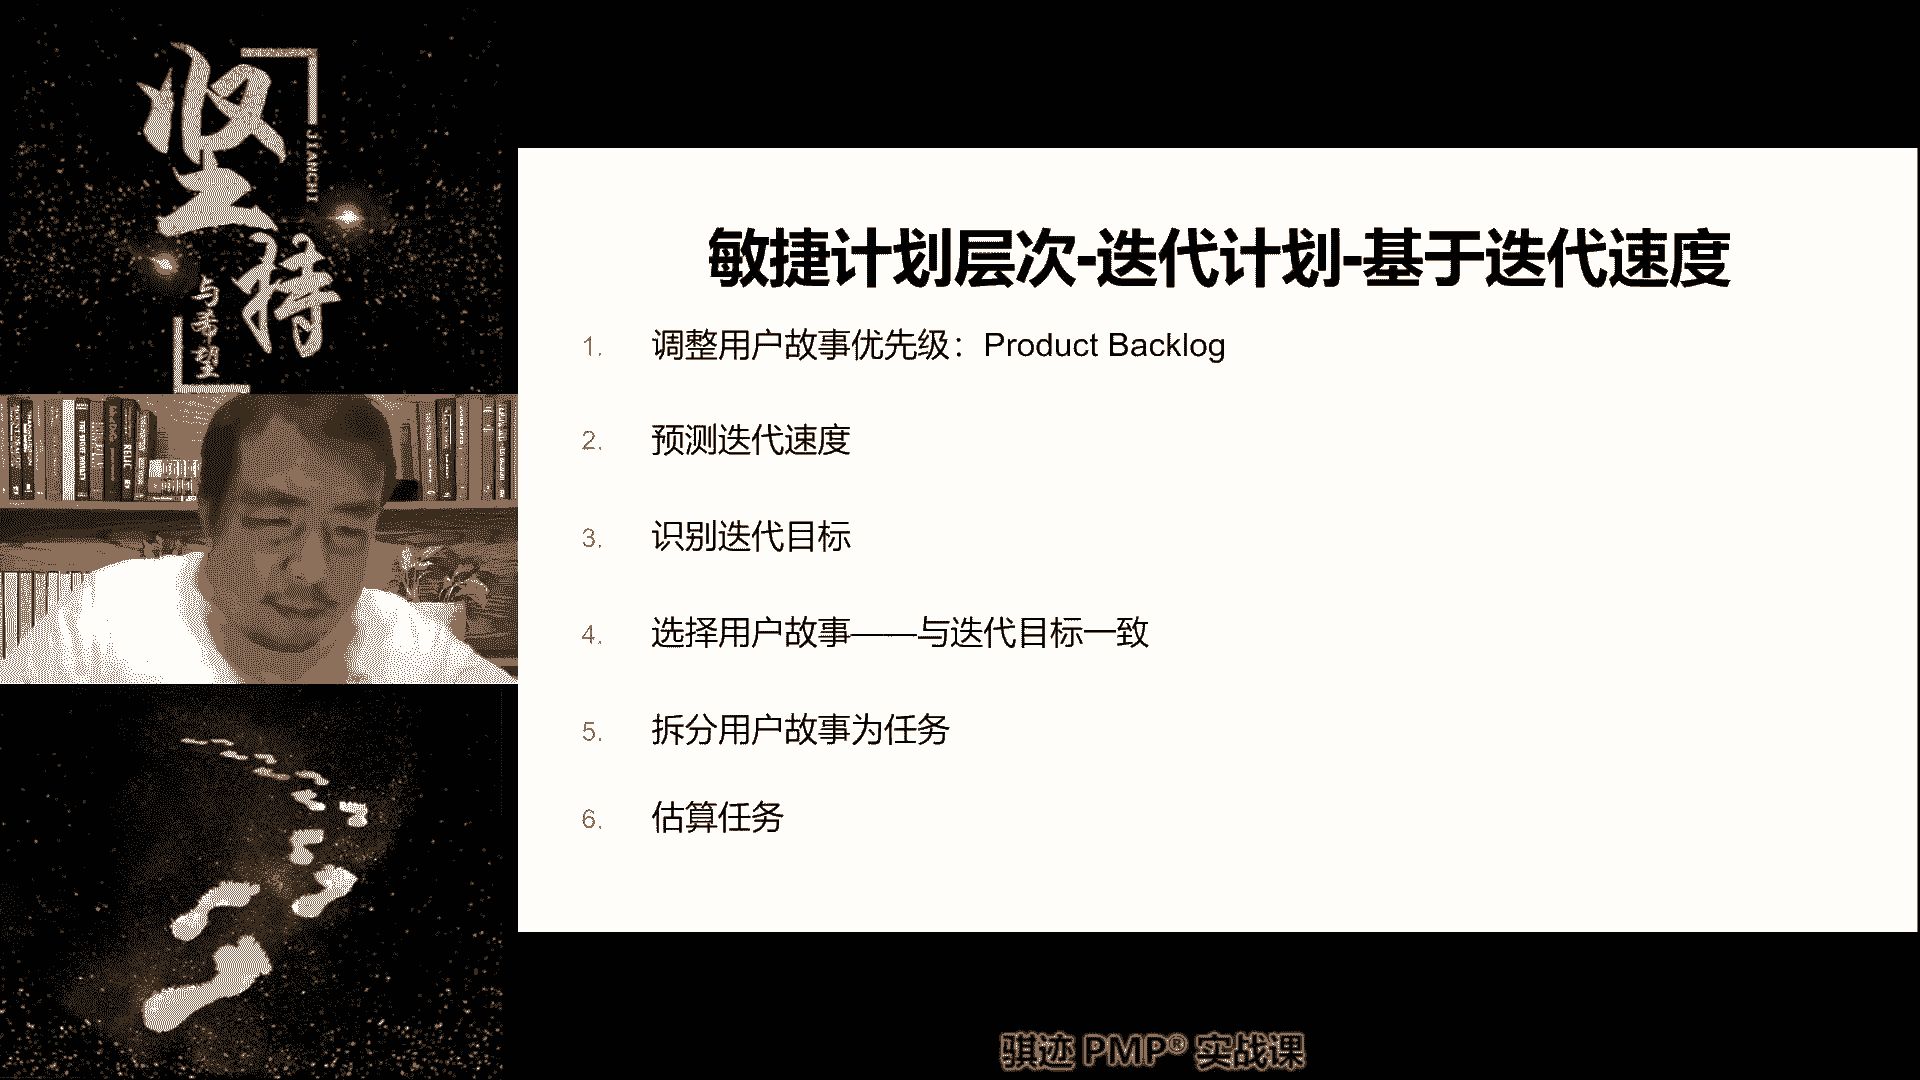 坚持
JIANCHI
与希望
敏捷计划层次-迭代计划-基于迭代速度
1. 调整用户故事优先级：Product Backlog
2. 预测迭代速度
3. 识别迭代目标
4. 选择用户故事——与迭代目标一致
5. 拆分用户故事为任务
6. 估算任务
骐迹 PMP® 实战课